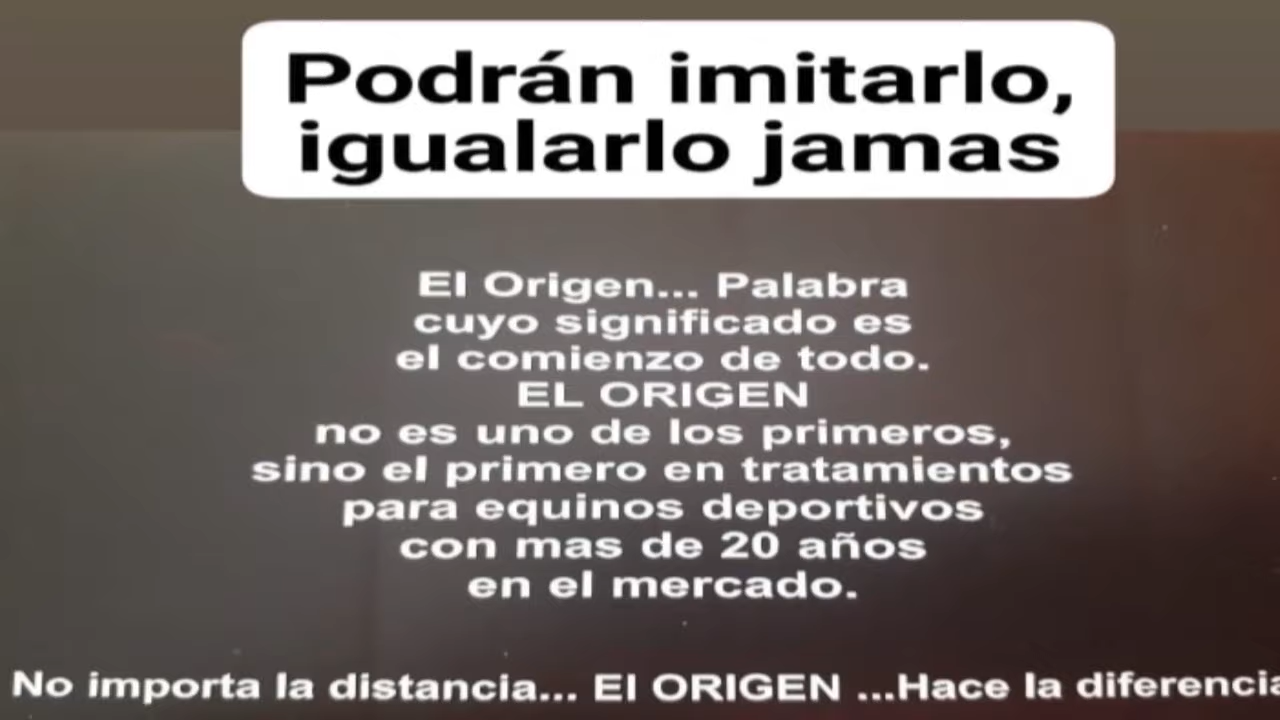 Podrán imitarlo,
igualarlo jamas
El Origen... Palabra
cuyo significado es
el comienzo de todo.
EL ORIGEN
no es uno de los primeros,
sino el primero en tratamientos
para equinos deportivos
con mas de 20 años
en el mercado.
No importa la distancia... El ORIGEN ...Hace la diferencia